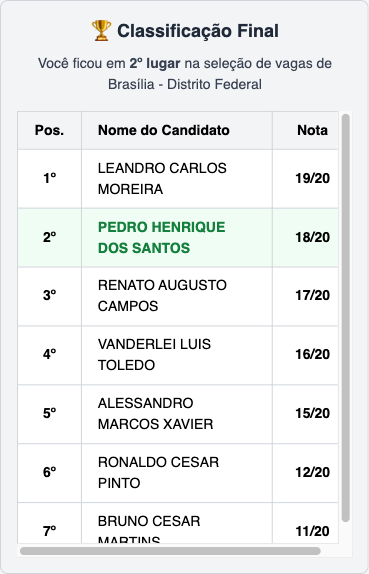 🏆 Classificação Final
Você ficou em 2º lugar na seleção de vagas de
Brasília - Distrito Federal
Pos. Nome do Candidato Nota
1º LEANDRO CARLOS MOREIRA 19/20
2º PEDRO HENRIQUE DOS SANTOS 18/20
3º RENATO AUGUSTO CAMPOS 17/20
4º VANDERLEI LUIS TOLEDO 16/20
5º ALESSANDRO MARCOS XAVIER 15/20
6º RONALDO CESAR PINTO 12/20
7º BRUNO CESAR MARTINS 11/20